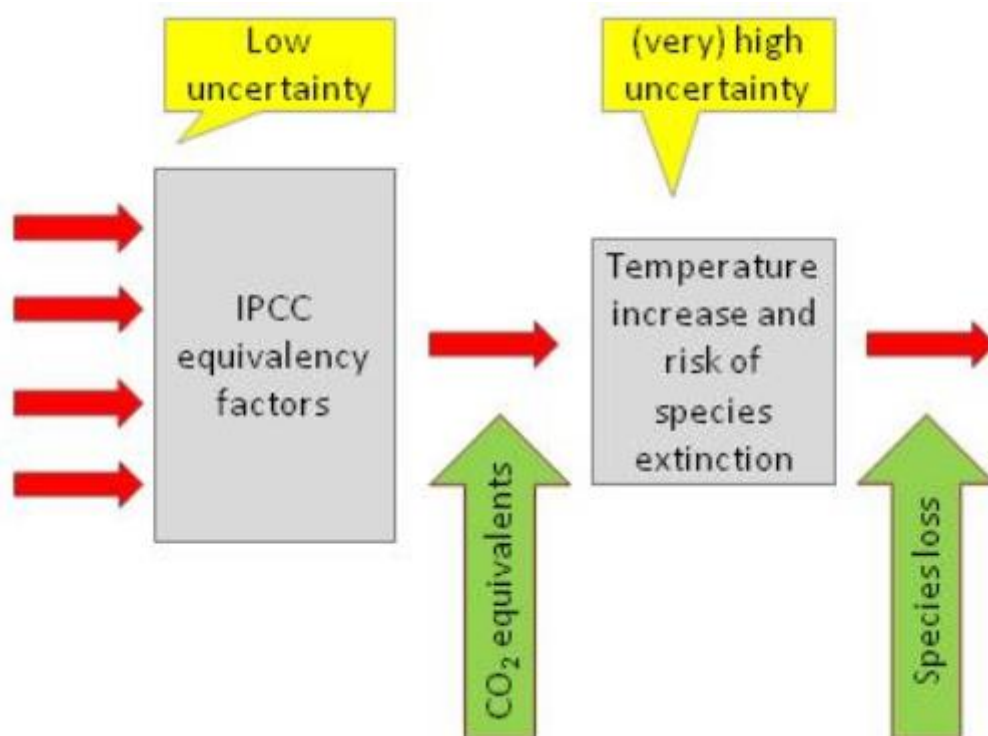 Low
uncertainty
(very) high
uncertainty
IPCC
equivalency
factors
Temperature
increase and
risk of
species
extinction
CO₂ equivalents
Species loss